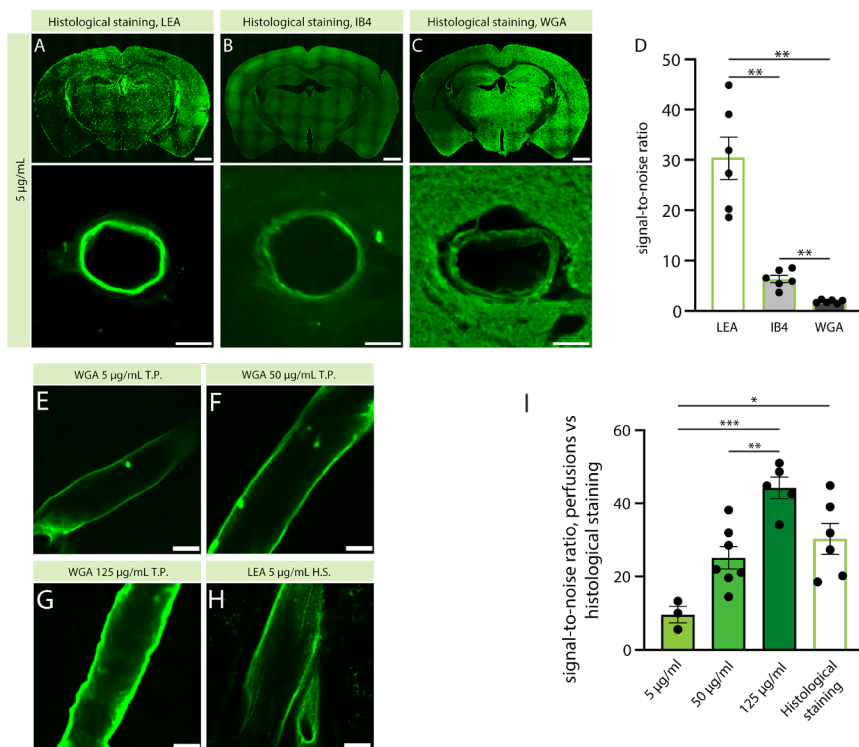 Histological staining, LEA
Histological staining, IB4
Histological staining, WGA
5 µg/mL
A
B
C
D
signal-to-noise ratio
50
40
30
20
10
0
**
**
**
LEA
IB4
WGA
WGA 5 µg/mL T.P.
WGA 50 µg/mL T.P.
E
F
WGA 125 µg/mL T.P.
LEA 5 µg/mL H.S.
G
H
I
signal-to-noise ratio, perfusions vs
histological staining
60
40
20
0
*
***
**
5 µg/ml
50 µg/ml
125 µg/ml
Histological
staining